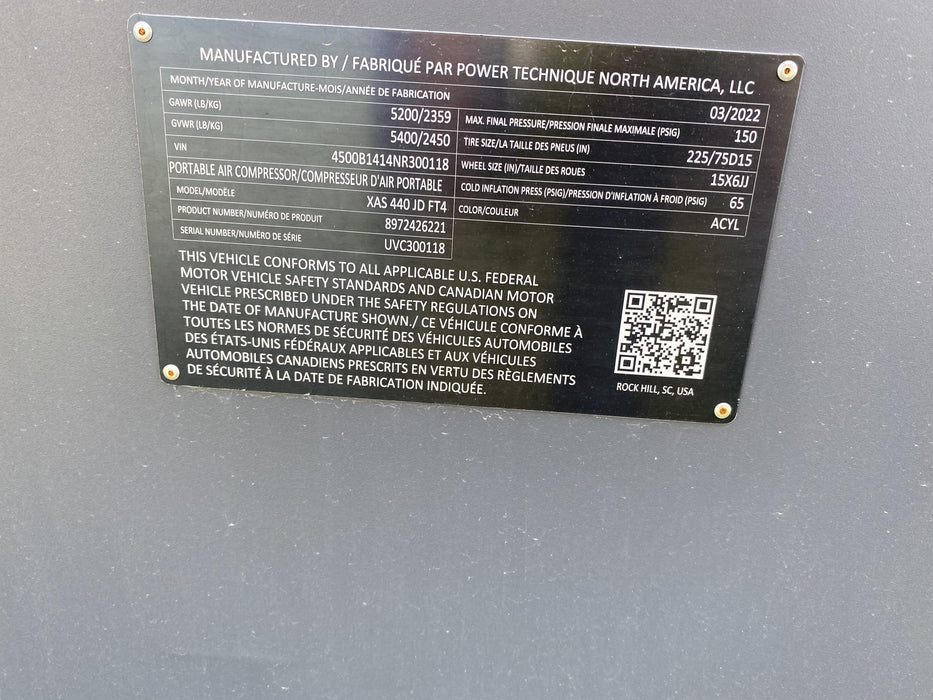 MANUFACTURED BY / FABRIQUÉ PAR POWER TECHNIQUE NORTH AMERICA, LLC
MONTH/YEAR OF MANUFACTURE-MOIS/ANNÉE DE FABRICATION 03/2022
GAWR (LB/KG) 5200/2359 MAX. FINAL PRESSURE/PRESSION FINALE MAXIMALE (PSIG) 150
GVWR (LB/KG) 5400/2450 TIRE SIZE/LA TAILLE DES PNEUS (IN) 225/75D15
VIN 4500B1414NR300118 WHEEL SIZE (IN)/TAILLE DES ROUES 15X6JJ
PORTABLE AIR COMPRESSOR/COMPRESSEUR D'AIR PORTABLE COLD INFLATION PRESS (PSIG)/PRESSION D'INFLATION À FROID (PSIG) 65
MODEL/MODÈLE XAS 440 JD FT4 COLOR/COULEUR ACYL
PRODUCT NUMBER/NUMÉRO DE PRODUIT 8972426221
SERIAL NUMBER/NUMËRO DE SÉRIE UVC300118
THIS VEHICLE CONFORMS TO ALL APPLICABLE U.S. FEDERAL
MOTOR VEHICLE SAFETY STANDARDS AND CANADIAN MOTOR
VEHICLE PRESCRIBED UNDER THE SAFETY REGULATIONS ON
THE DATE OF MANUFACTURE SHOWN./ CE VÉHICULE CONFORME À
TOUTES LES NORMES DE SÉCURITÉ DES VÉHICULES AUTOMOBILES
DES ÉTATS-UNIS FÉDÉRAUX APPLICABLES ET AUX VÉHICULES
AUTOMOBILES CANADIENS PRESCRITS EN VERTU DES RÈGLEMENTS
DE SÉCURITÉ À LA DATE DE FABRICATION INDIQUÉE.
ROCK HILL, SC, USA